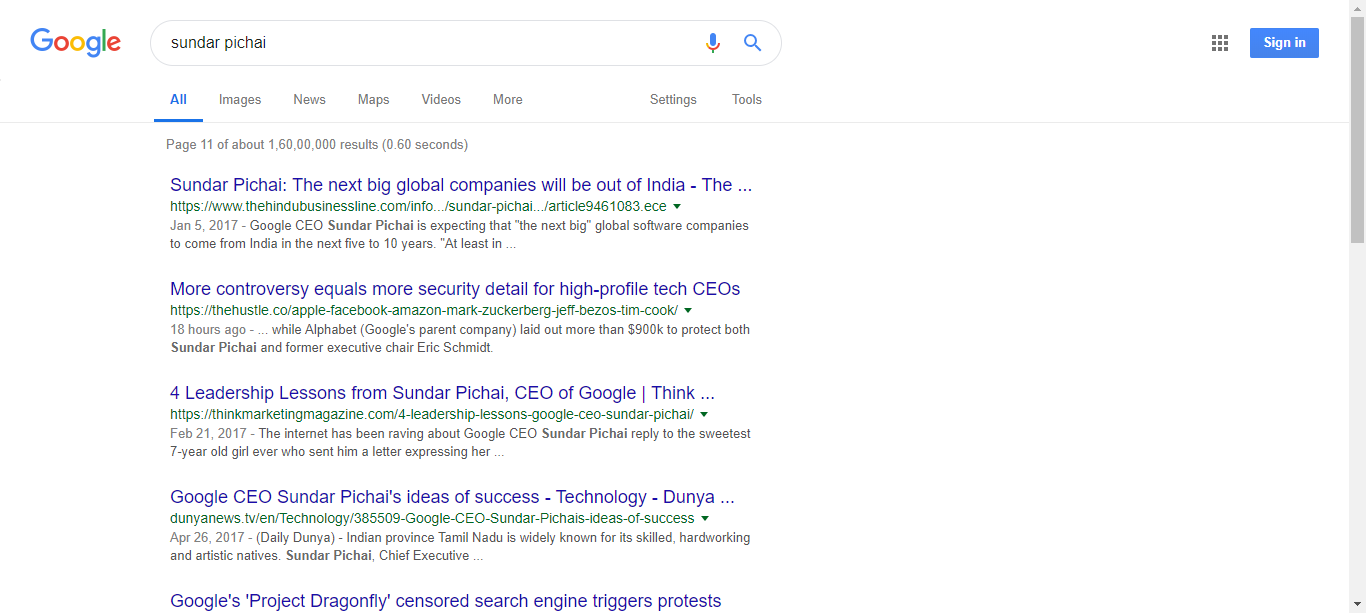 Google
sundar pichai
Sign in
All Images News Maps Videos More Settings Tools
Page 11 of about 1,60,00,000 results (0.60 seconds)
Sundar Pichai: The next big global companies will be out of India - The ...
https://www.thehindubusinessline.com/info.../sundar-pichai.../article9461083.ece
Jan 5, 2017 - Google CEO Sundar Pichai is expecting that "the next big" global software companies
to come from India in the next five to 10 years. "At least in ...
More controversy equals more security detail for high-profile tech CEOs
https://thehustle.co/apple-facebook-amazon-mark-zuckerberg-jeff-bezos-tim-cook/
18 hours ago - ... while Alphabet (Google's parent company) laid out more than $900k to protect both
Sundar Pichai and former executive chair Eric Schmidt.
4 Leadership Lessons from Sundar Pichai, CEO of Google | Think ...
https://thinkmarketingmagazine.com/4-leadership-lessons-google-ceo-sundar-pichai/
Feb 21, 2017 - The internet has been raving about Google CEO Sundar Pichai reply to the sweetest
7-year old girl ever who sent him a letter expressing her ...
Google CEO Sundar Pichai's ideas of success - Technology - Dunya ...
dunyanews.tv/en/Technology/385509-Google-CEO-Sundar-Pichais-ideas-of-success
Apr 26, 2017 - (Daily Dunya) - Indian province Tamil Nadu is widely known for its skilled, hardworking
and artistic natives. Sundar Pichai, Chief Executive ...
Google's 'Project Dragonfly' censored search engine triggers protests